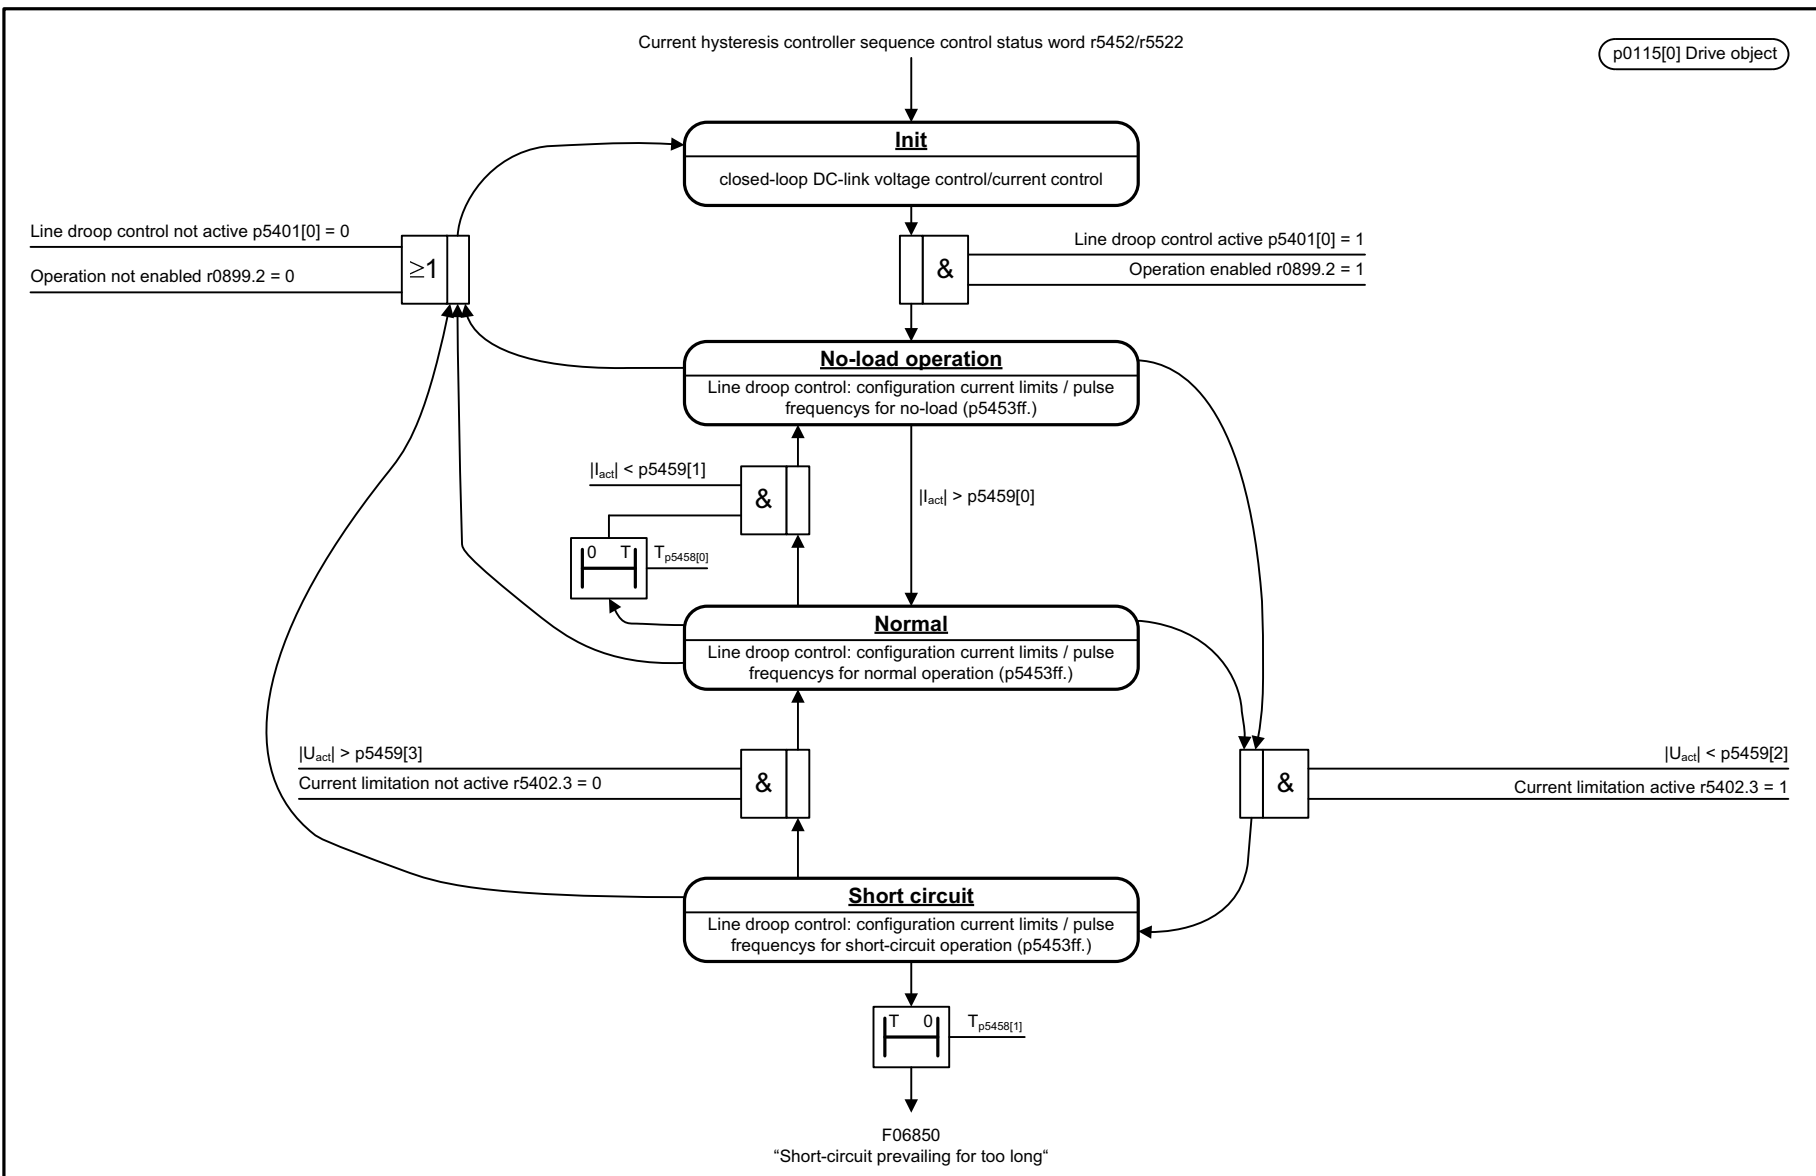 Current hysteresis controller sequence control status word r5452/r5522
p0115[0] Drive object
Init
closed-loop DC-link voltage control/current control
Line droop control not active p5401[0] = 0
Operation not enabled r0899.2 = 0
≥1
&
Line droop control active p5401[0] = 1
Operation enabled r0899.2 = 1
No-load operation
Line droop control: configuration current limits / pulse
frequencys for no-load (p5453ff.)
|Iact| < p5459[1]
&
|Iact| > p5459[0]
0 T
Tp5458[0]
Normal
Line droop control: configuration current limits / pulse
frequencys for normal operation (p5453ff.)
|Uact| > p5459[3]
Current limitation not active r5402.3 = 0
&
&
|Uact| < p5459[2]
Current limitation active r5402.3 = 1
Short circuit
Line droop control: configuration current limits / pulse
frequencys for short-circuit operation (p5453ff.)
T 0
Tp5458[1]
F06850
“Short-circuit prevailing for too long“